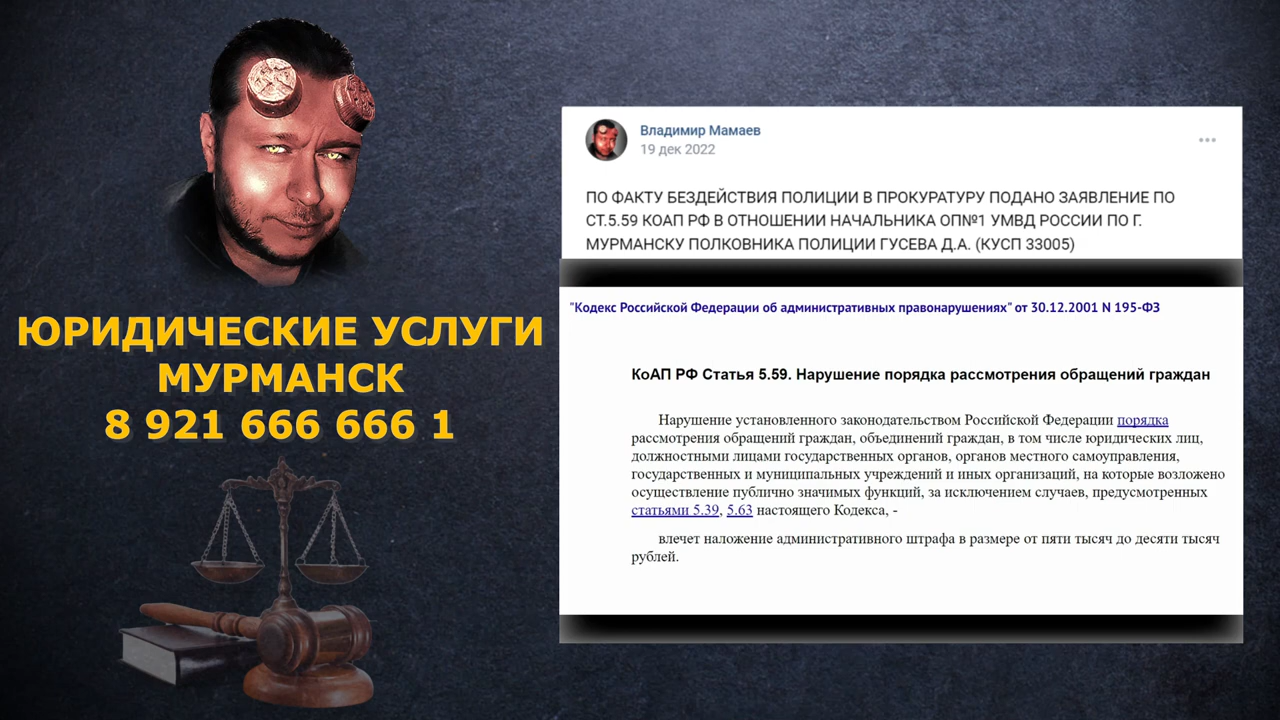 ЮРИДИЧЕСКИЕ УСЛУГИ
МУРМАНСК
8 921 666 666 1
Владимир Мамаев
19 дек 2022
ПО ФАКТУ БЕЗДЕЙСТВИЯ ПОЛИЦИИ В ПРОКУРАТУРУ ПОДАНО ЗАЯВЛЕНИЕ ПО
СТ.5.59 КОАП РФ В ОТНОШЕНИИ НАЧАЛЬНИКА ОП№1 УМВД РОССИИ ПО Г.
МУРМАНСКУ ПОЛКОВНИКА ПОЛИЦИИ ГУСЕВА Д.А. (КУСП 33005)
"Кодекс Российской Федерации об административных правонарушениях" от 30.12.2001 N 195-ФЗ
КоАП РФ Статья 5.59. Нарушение порядка рассмотрения обращений граждан
Нарушение установленного законодательством Российской Федерации порядка
рассмотрения обращений граждан, объединений граждан, в том числе юридических лиц,
должностными лицами государственных органов, органов местного самоуправления,
государственных и муниципальных учреждений и иных организаций, на которые возложено
осуществление публично значимых функций, за исключением случаев, предусмотренных
статьями 5.39, 5.63 настоящего Кодекса, -
влечет наложение административного штрафа в размере от пяти тысяч до десяти тысяч
рублей.